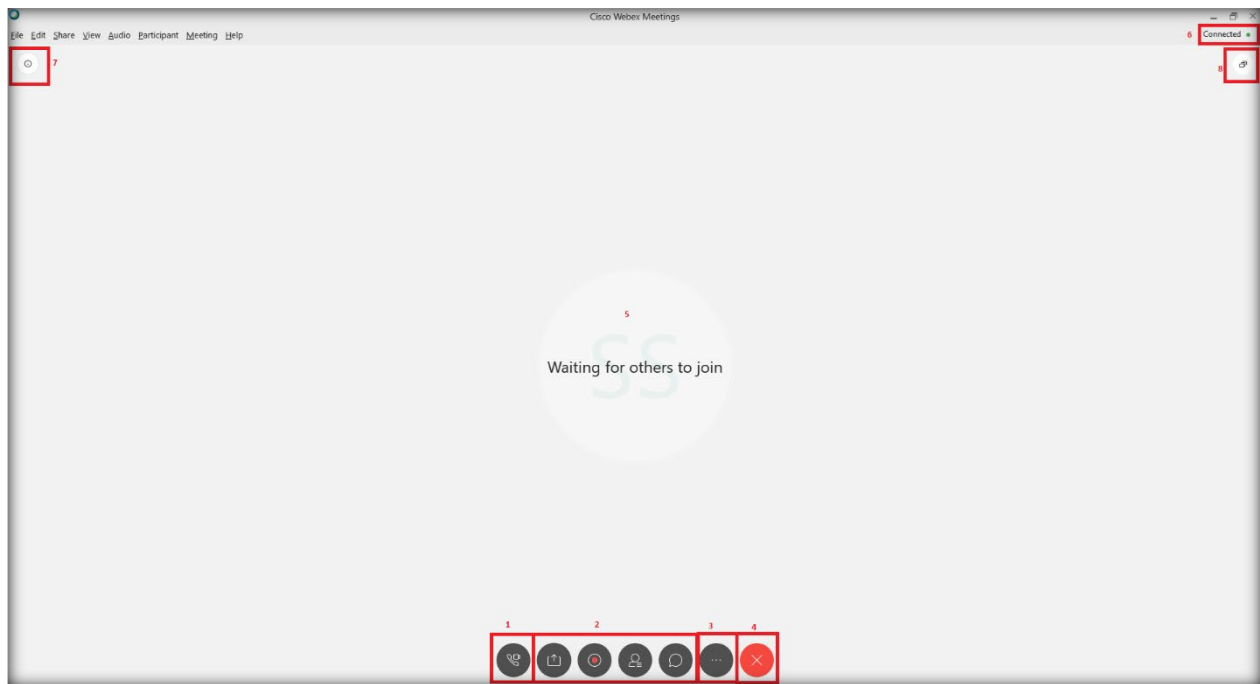 Cisco Webex Meetings
File Edit Share View Audio Participant Meeting Help
6 Connected
7
8
5
SS
Waiting for others to join
1 2 3 4